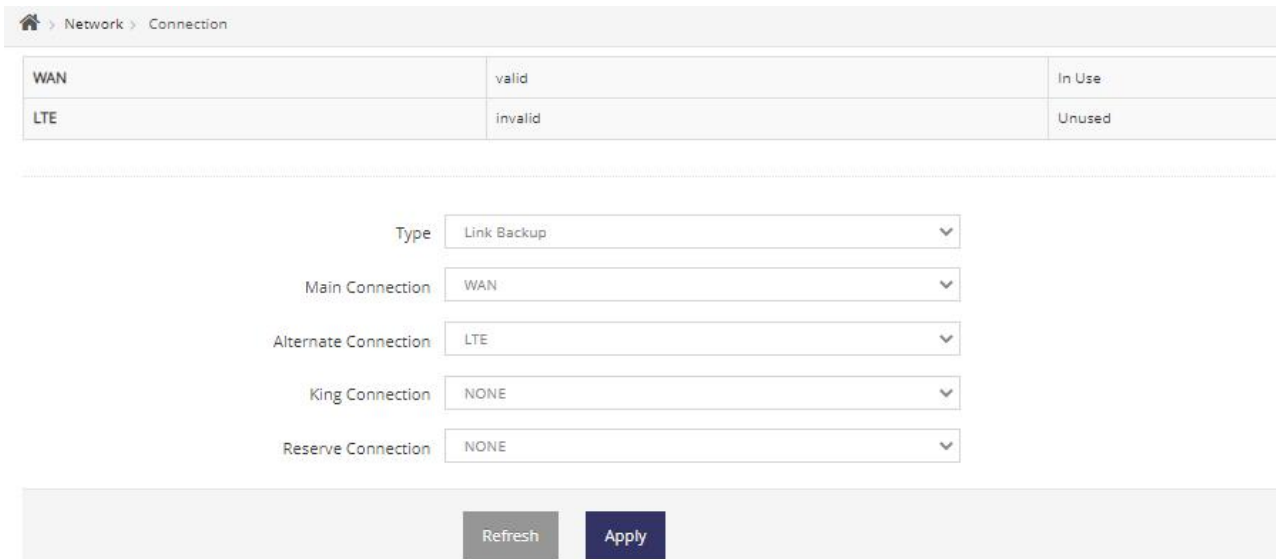 > Network > Connection
WAN valid In Use
LTE invalid Unused
Type Link Backup
Main Connection WAN
Alternate Connection LTE
King Connection NONE
Reserve Connection NONE
Refresh Apply